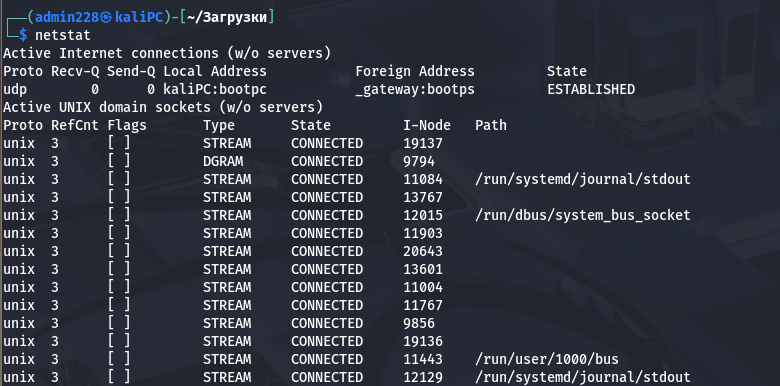 ┌──(admin228㉿kaliPC)-[~/Загрузки]
└─$ netstat
Active Internet connections (w/o servers)
Proto Recv-Q Send-Q Local Address           Foreign Address         State
udp        0      0 kaliPC:bootpc           _gateway:bootps         ESTABLISHED
Active UNIX domain sockets (w/o servers)
Proto RefCnt Flags       Type       State         I-Node   Path
unix  3      [ ]         STREAM     CONNECTED     19137
unix  3      [ ]         DGRAM      CONNECTED     9794
unix  3      [ ]         STREAM     CONNECTED     11084    /run/systemd/journal/stdout
unix  3      [ ]         STREAM     CONNECTED     13767
unix  3      [ ]         STREAM     CONNECTED     12015    /run/dbus/system_bus_socket
unix  3      [ ]         STREAM     CONNECTED     11903
unix  3      [ ]         STREAM     CONNECTED     20643
unix  3      [ ]         STREAM     CONNECTED     13601
unix  3      [ ]         STREAM     CONNECTED     11004
unix  3      [ ]         STREAM     CONNECTED     11767
unix  3      [ ]         STREAM     CONNECTED     9856
unix  3      [ ]         STREAM     CONNECTED     19136
unix  3      [ ]         STREAM     CONNECTED     11443    /run/user/1000/bus
unix  3      [ ]         STREAM     CONNECTED     12129    /run/systemd/journal/stdout